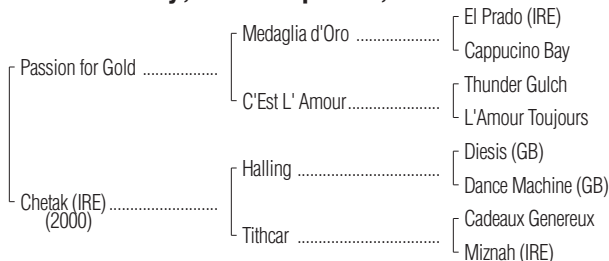 El Prado (IRE)
Medaglia d'Oro ...................
Cappucino Bay
Passion for Gold .................
Thunder Gulch
C'Est L' Amour.....................
L'Amour Toujours
Diesis (GB)
Halling ................................
Dance Machine (GB)
Chetak (IRE).........................
(2000)
Cadeaux Genereux
Tithcar ................................
Miznah (IRE)